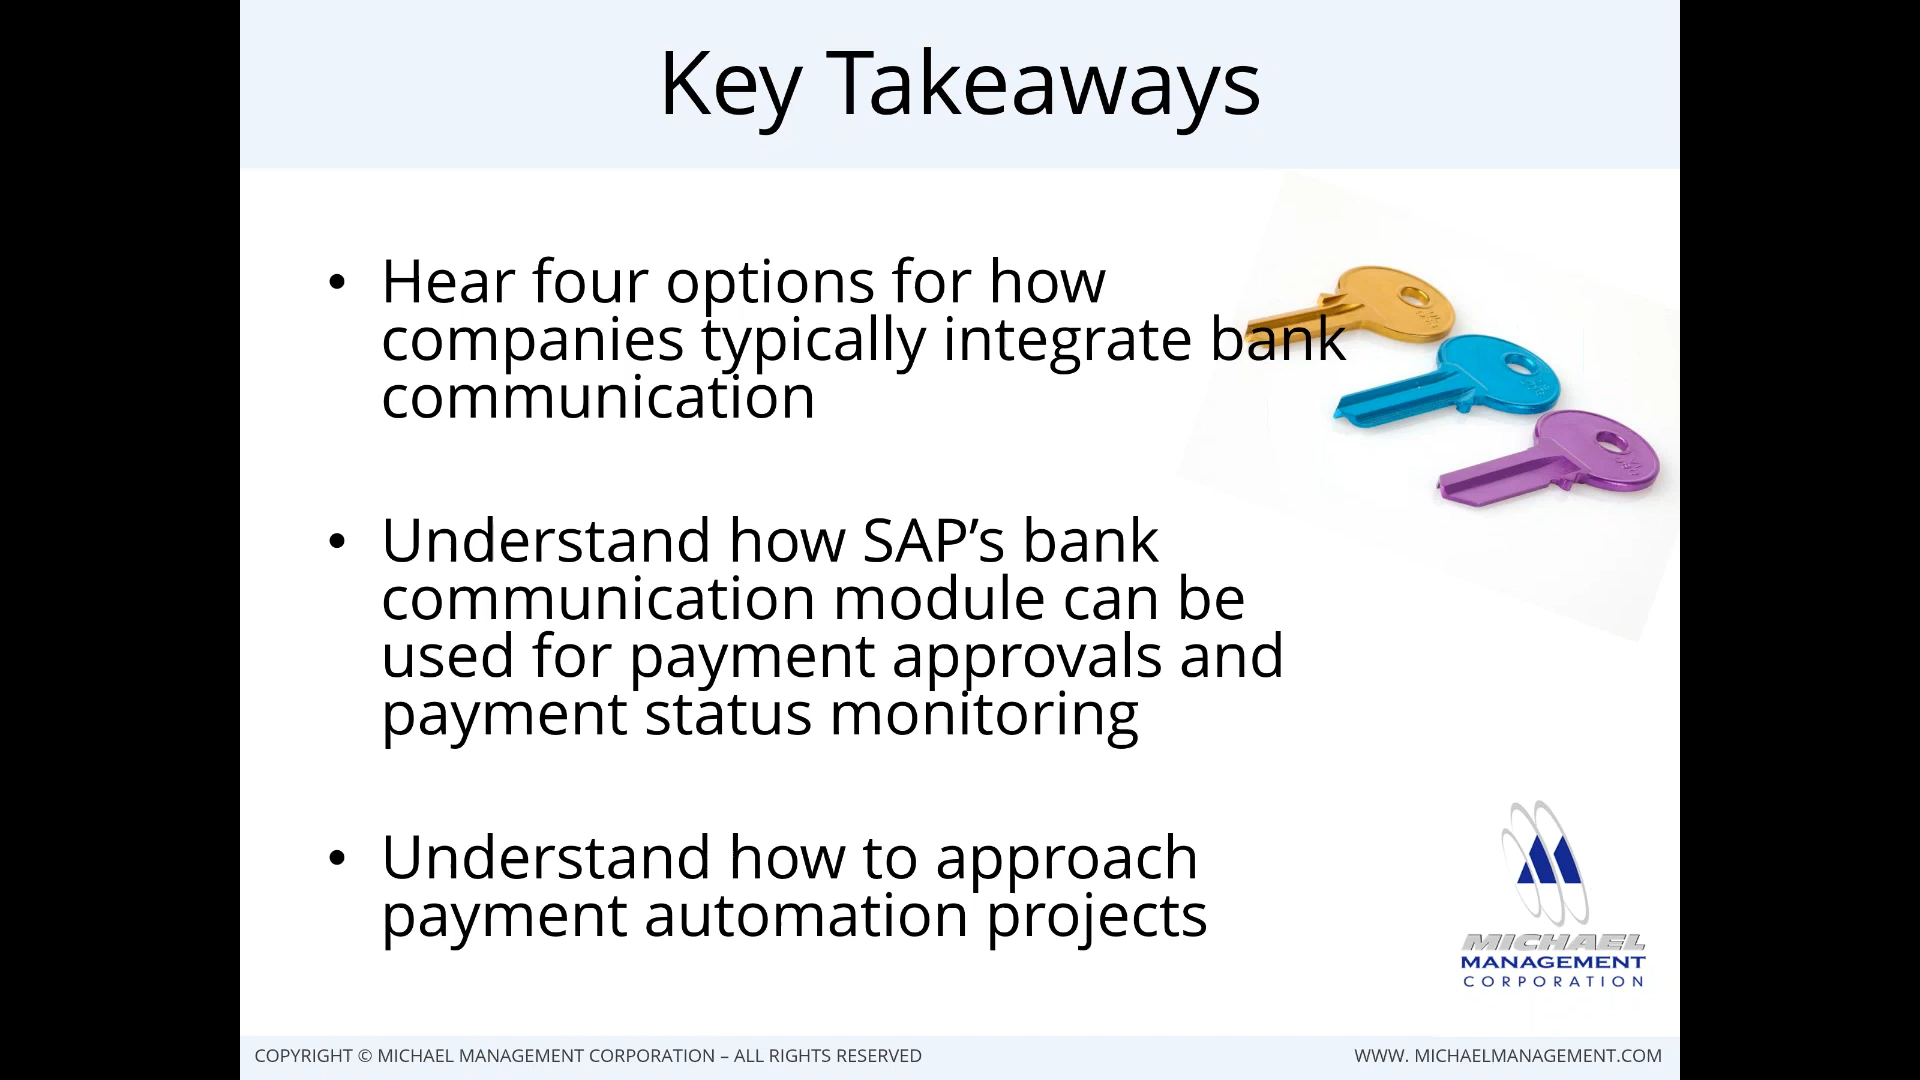 Key Takeaways
• Hear four options for how
companies typically integrate bank
communication
• Understand how SAP’s bank
communication module can be
used for payment approvals and
payment status monitoring
• Understand how to approach
payment automation projects
MICHAEL
MANAGEMENT
CORPORATION
COPYRIGHT © MICHAEL MANAGEMENT CORPORATION – ALL RIGHTS RESERVED
WWW. MICHAELMANAGEMENT.COM